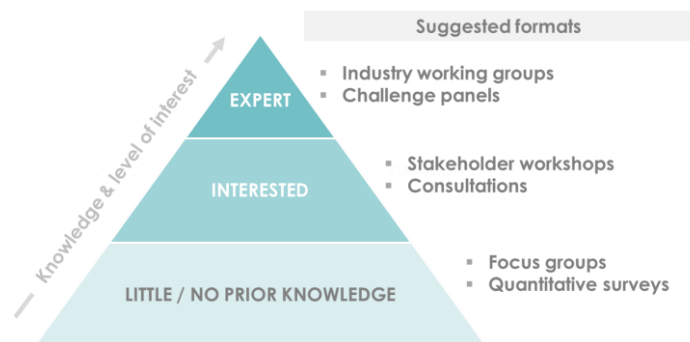 Suggested formats
Knowledge & level of interest
EXPERT
▪ Industry working groups
▪ Challenge panels
INTERESTED
▪ Stakeholder workshops
▪ Consultations
LITTLE / NO PRIOR KNOWLEDGE
▪ Focus groups
▪ Quantitative surveys